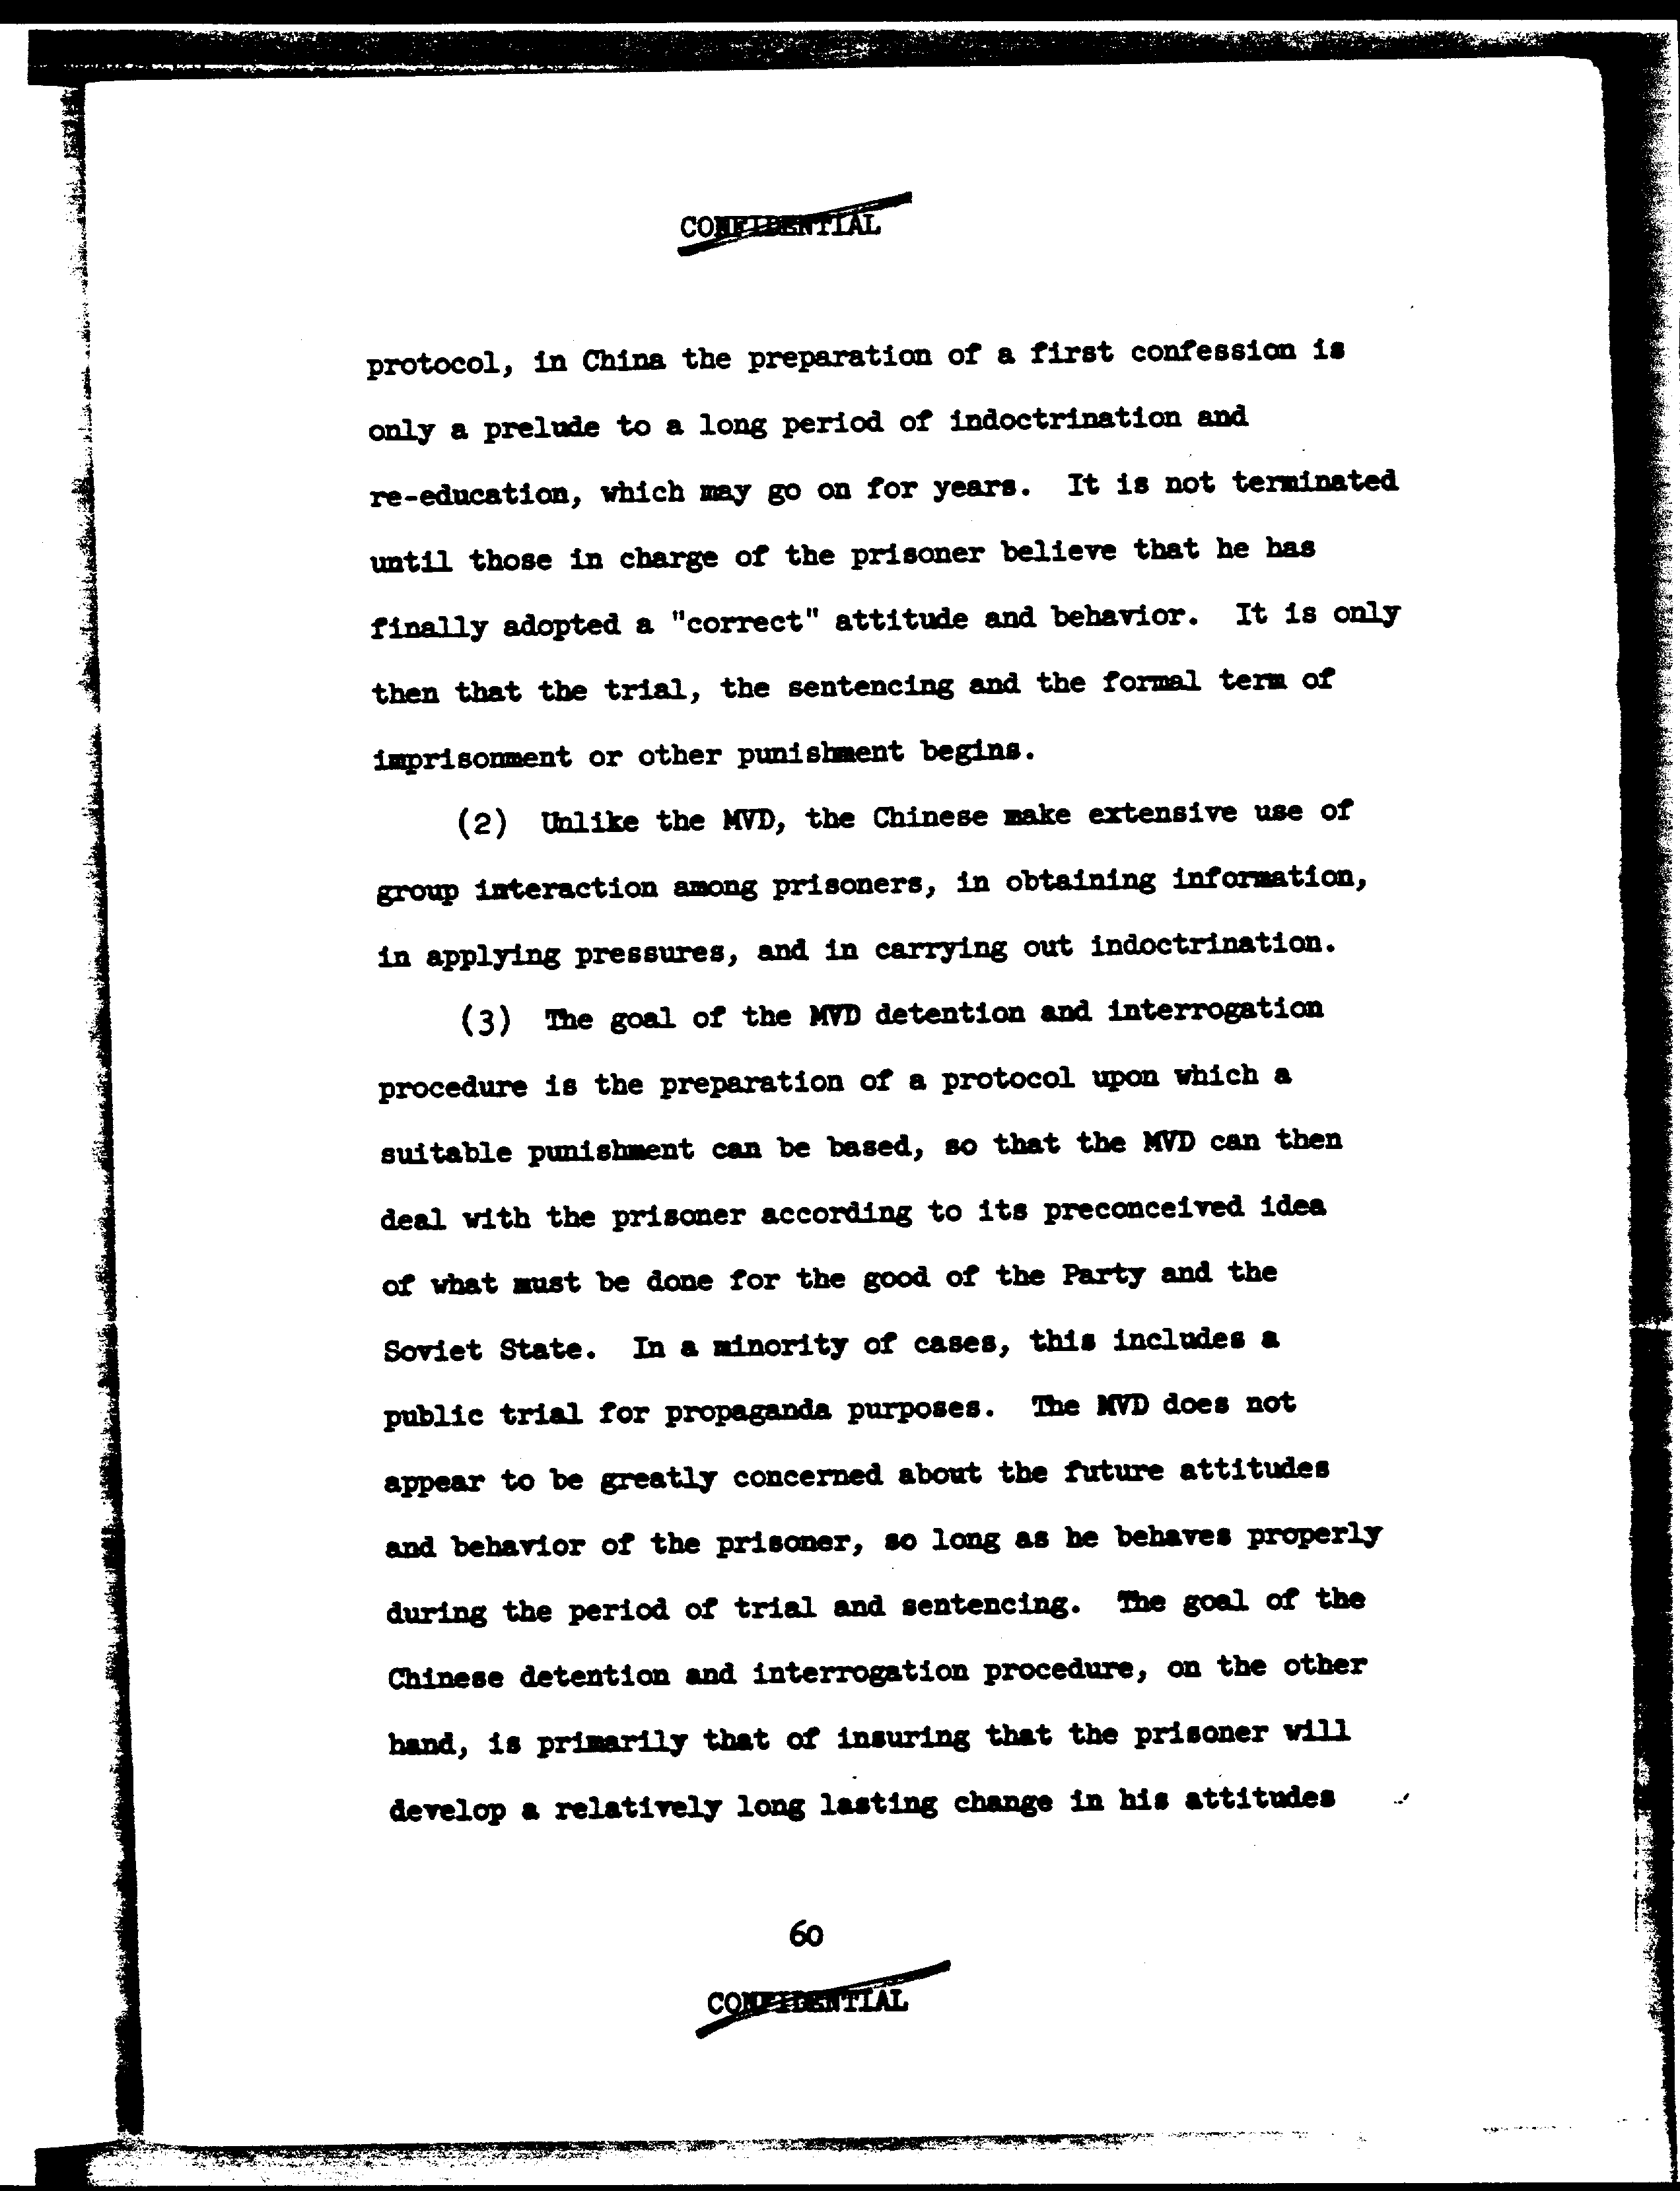 CONFIDENTIAL
protocol, in China the preparation of a first confession is
only a prelude to a long period of indoctrination and
re-education, which may go on for years. It is not terminated
until those in charge of the prisoner believe that he has
finally adopted a "correct" attitude and behavior. It is only
then that the trial, the sentencing and the formal term of
imprisonment or other punishment begins.
(2) Unlike the MVD, the Chinese make extensive use of
group interaction among prisoners, in obtaining information,
in applying pressures, and in carrying out indoctrination.
(3) The goal of the MVD detention and interrogation
procedure is the preparation of a protocol upon which a
suitable punishment can be based, so that the MVD can then
deal with the prisoner according to its preconceived idea
of what must be done for the good of the Party and the
Soviet State. In a minority of cases, this includes a
public trial for propaganda purposes. The MVD does not
appear to be greatly concerned about the future attitudes
and behavior of the prisoner, so long as he behaves properly
during the period of trial and sentencing. The goal of the
Chinese detention and interrogation procedure, on the other
hand, is primarily that of insuring that the prisoner will
develop a relatively long lasting change in his attitudes
60
CONFIDENTIAL